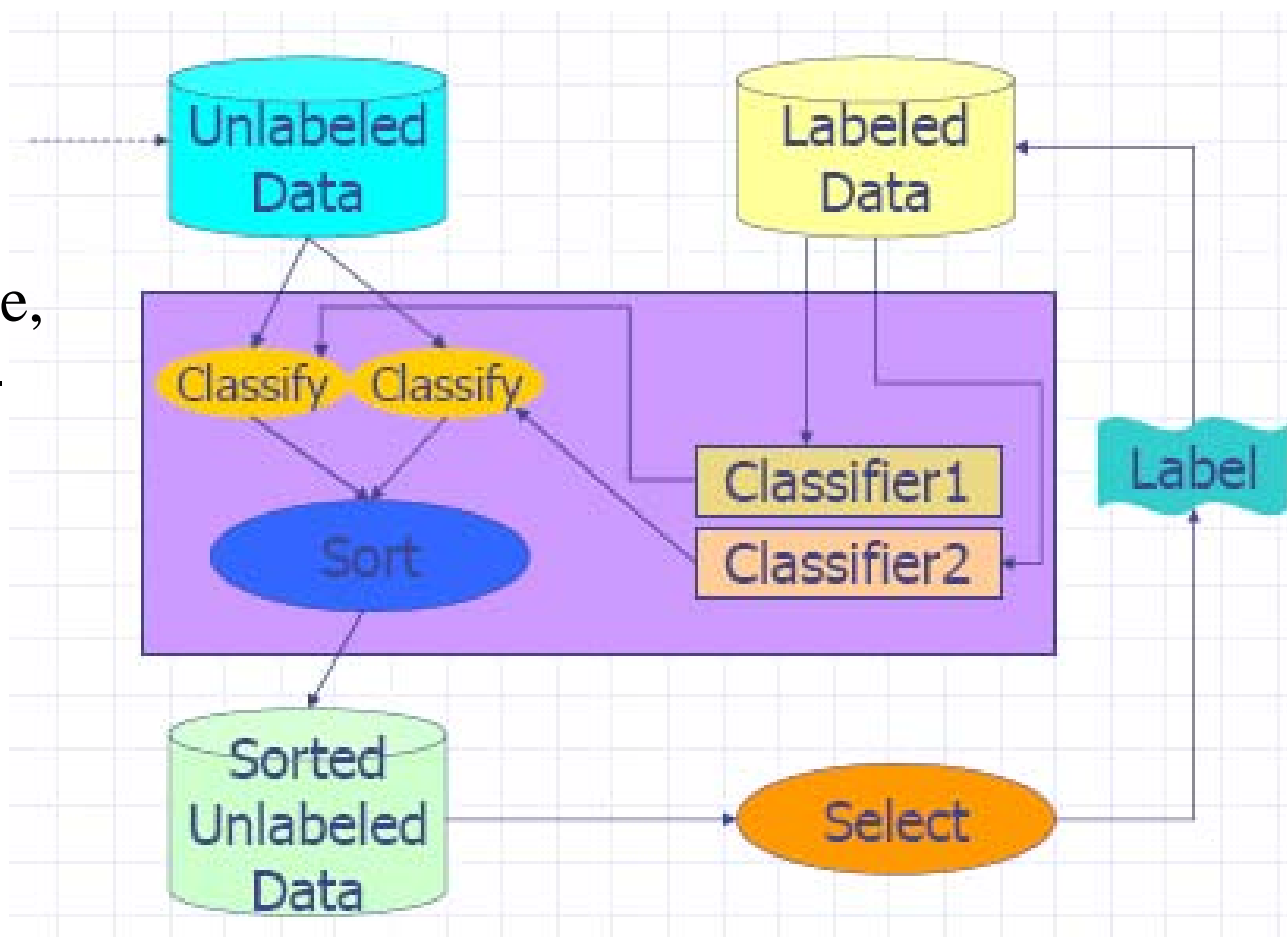 Unlabeled
Data
Labeled
Data
e,
Classify
Classify
Classifier1
Label
Sort
Classifier2
Sorted
Unlabeled
Data
Select